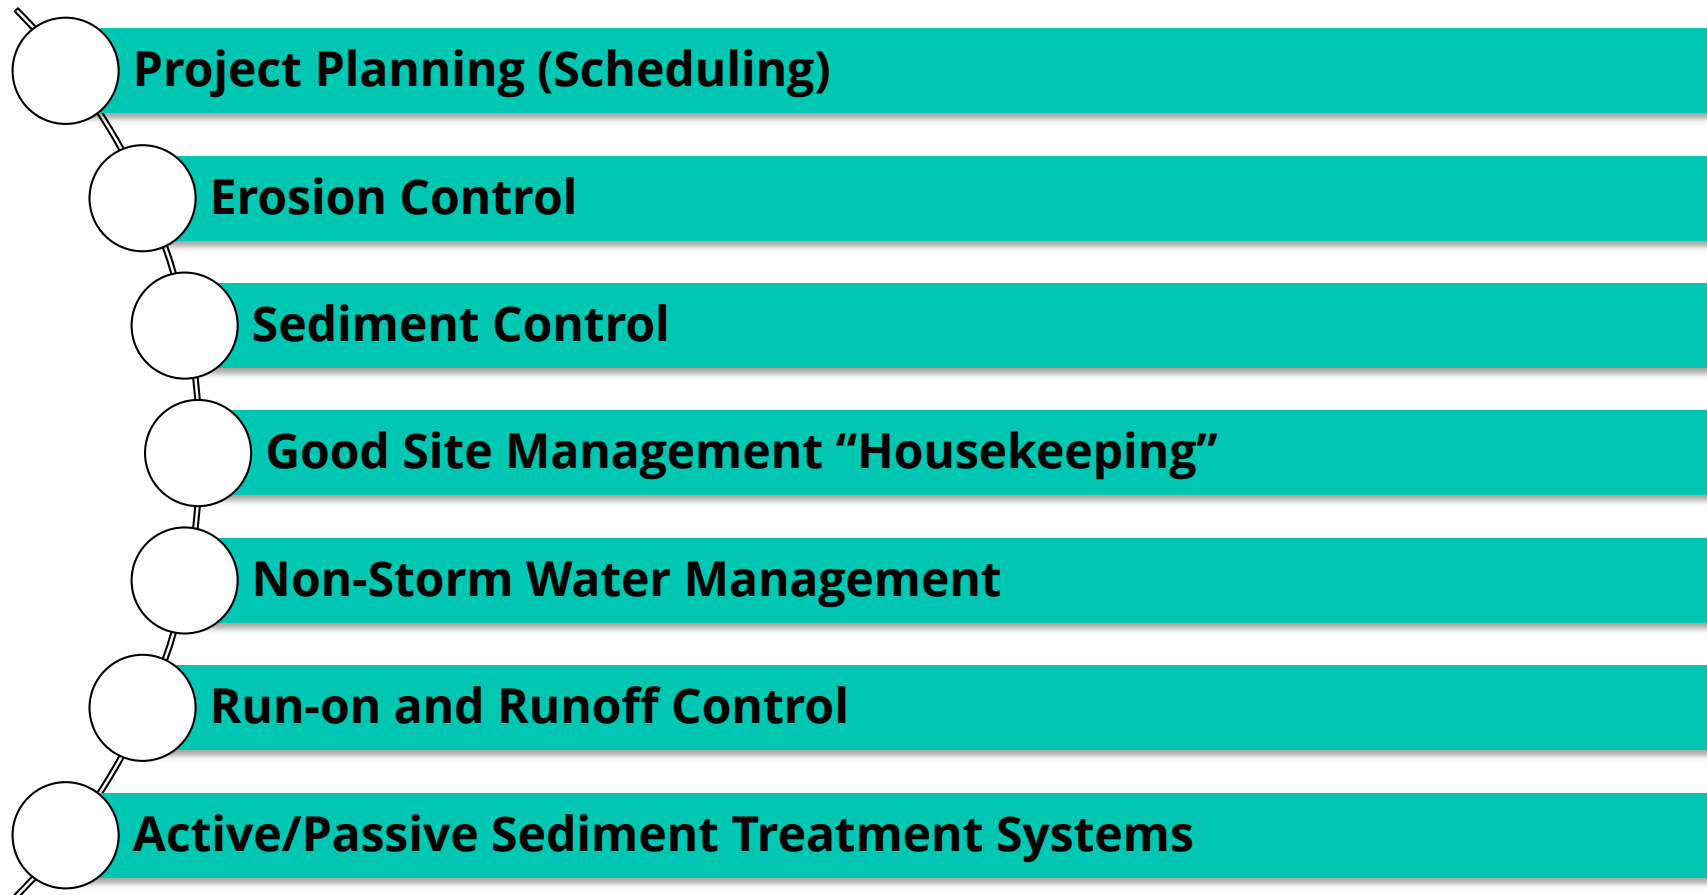 Project Planning (Scheduling)
Erosion Control
Sediment Control
Good Site Management “Housekeeping”
Non-Storm Water Management
Run-on and Runoff Control
Active/Passive Sediment Treatment Systems